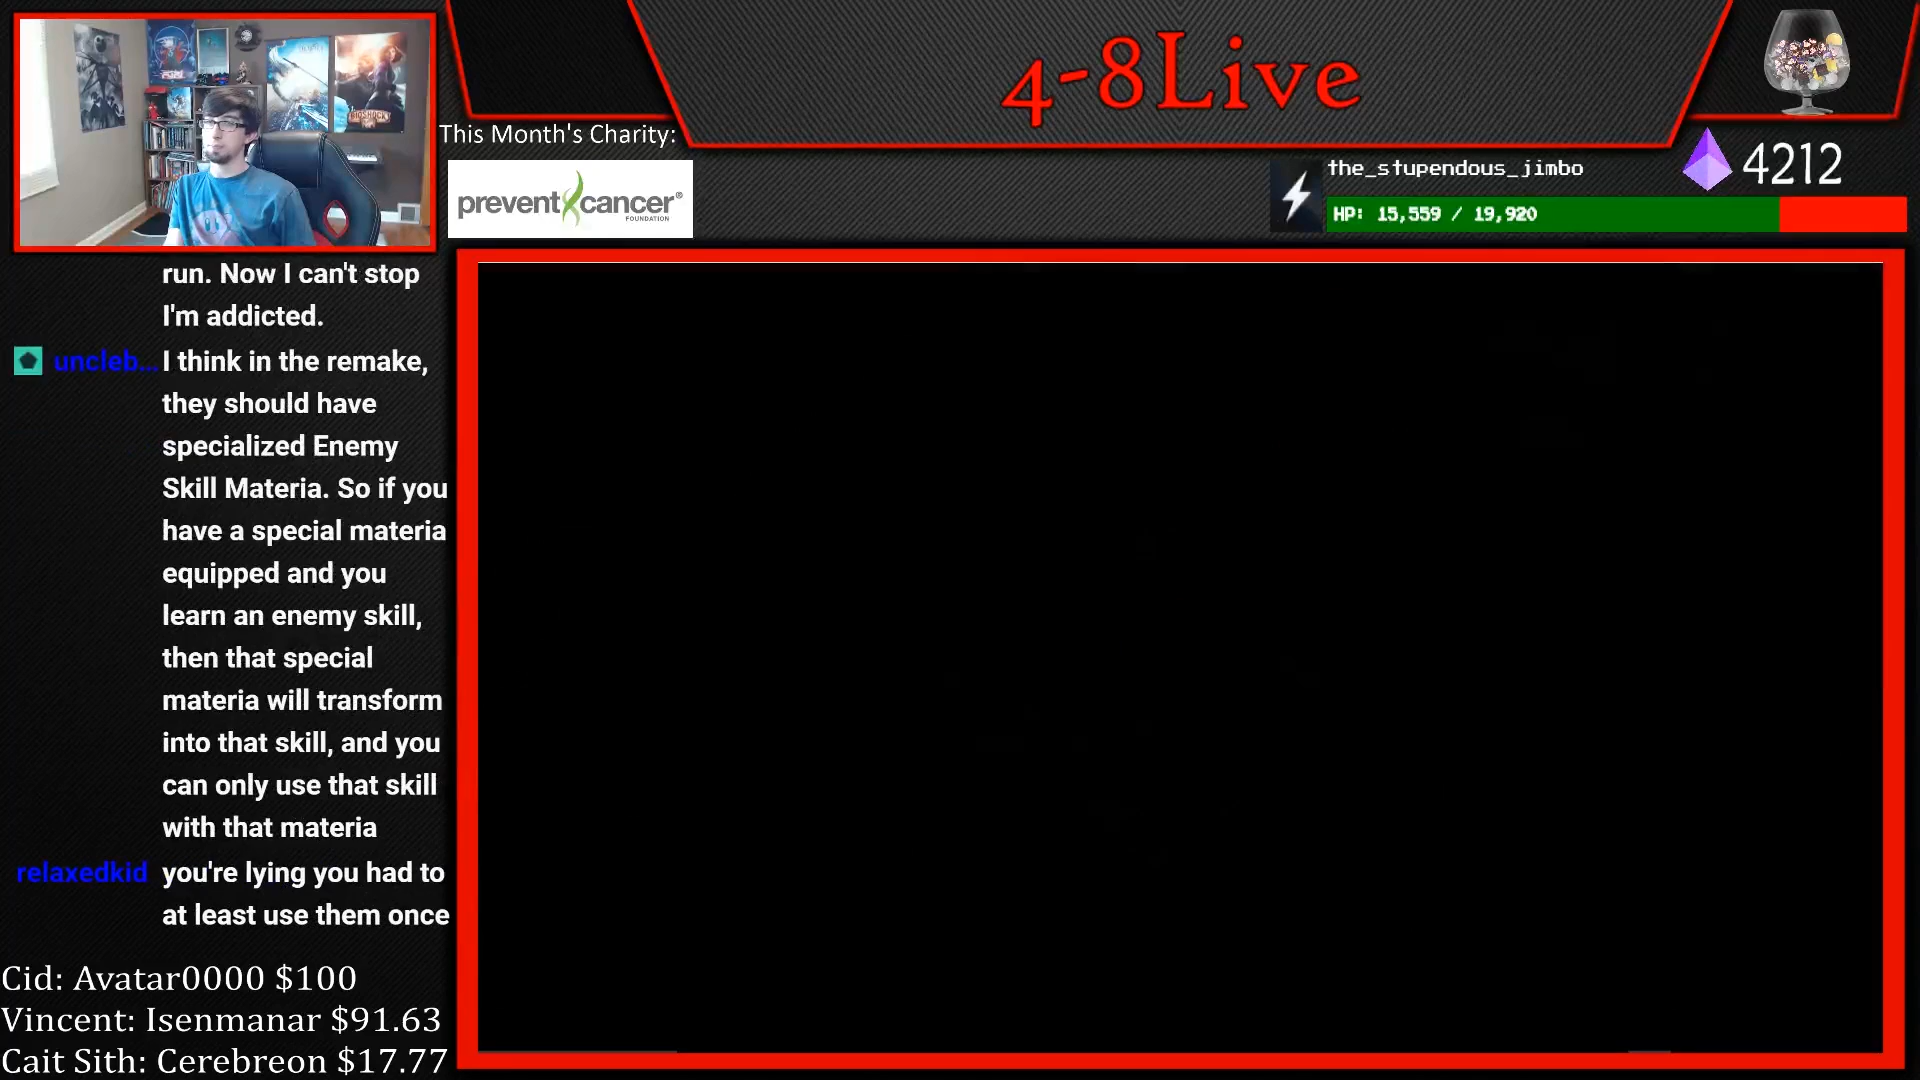 4-8Live
This Month's Charity:
prevent cancer®
FOUNDATION
BIOSHOCK
the_stupendous_jimbo
4212
HP: 15,559 / 19,920
run. Now I can't stop
I'm addicted.
uncleb... I think in the remake,
they should have
specialized Enemy
Skill Materia. So if you
have a special materia
equipped and you
learn an enemy skill,
then that special
materia will transform
into that skill, and you
can only use that skill
with that materia
relaxedkid you're lying you had to
at least use them once
Cid: Avatar0000 $100
Vincent: Isenmanar $91.63
Cait Sith: Cerebreon $17.77